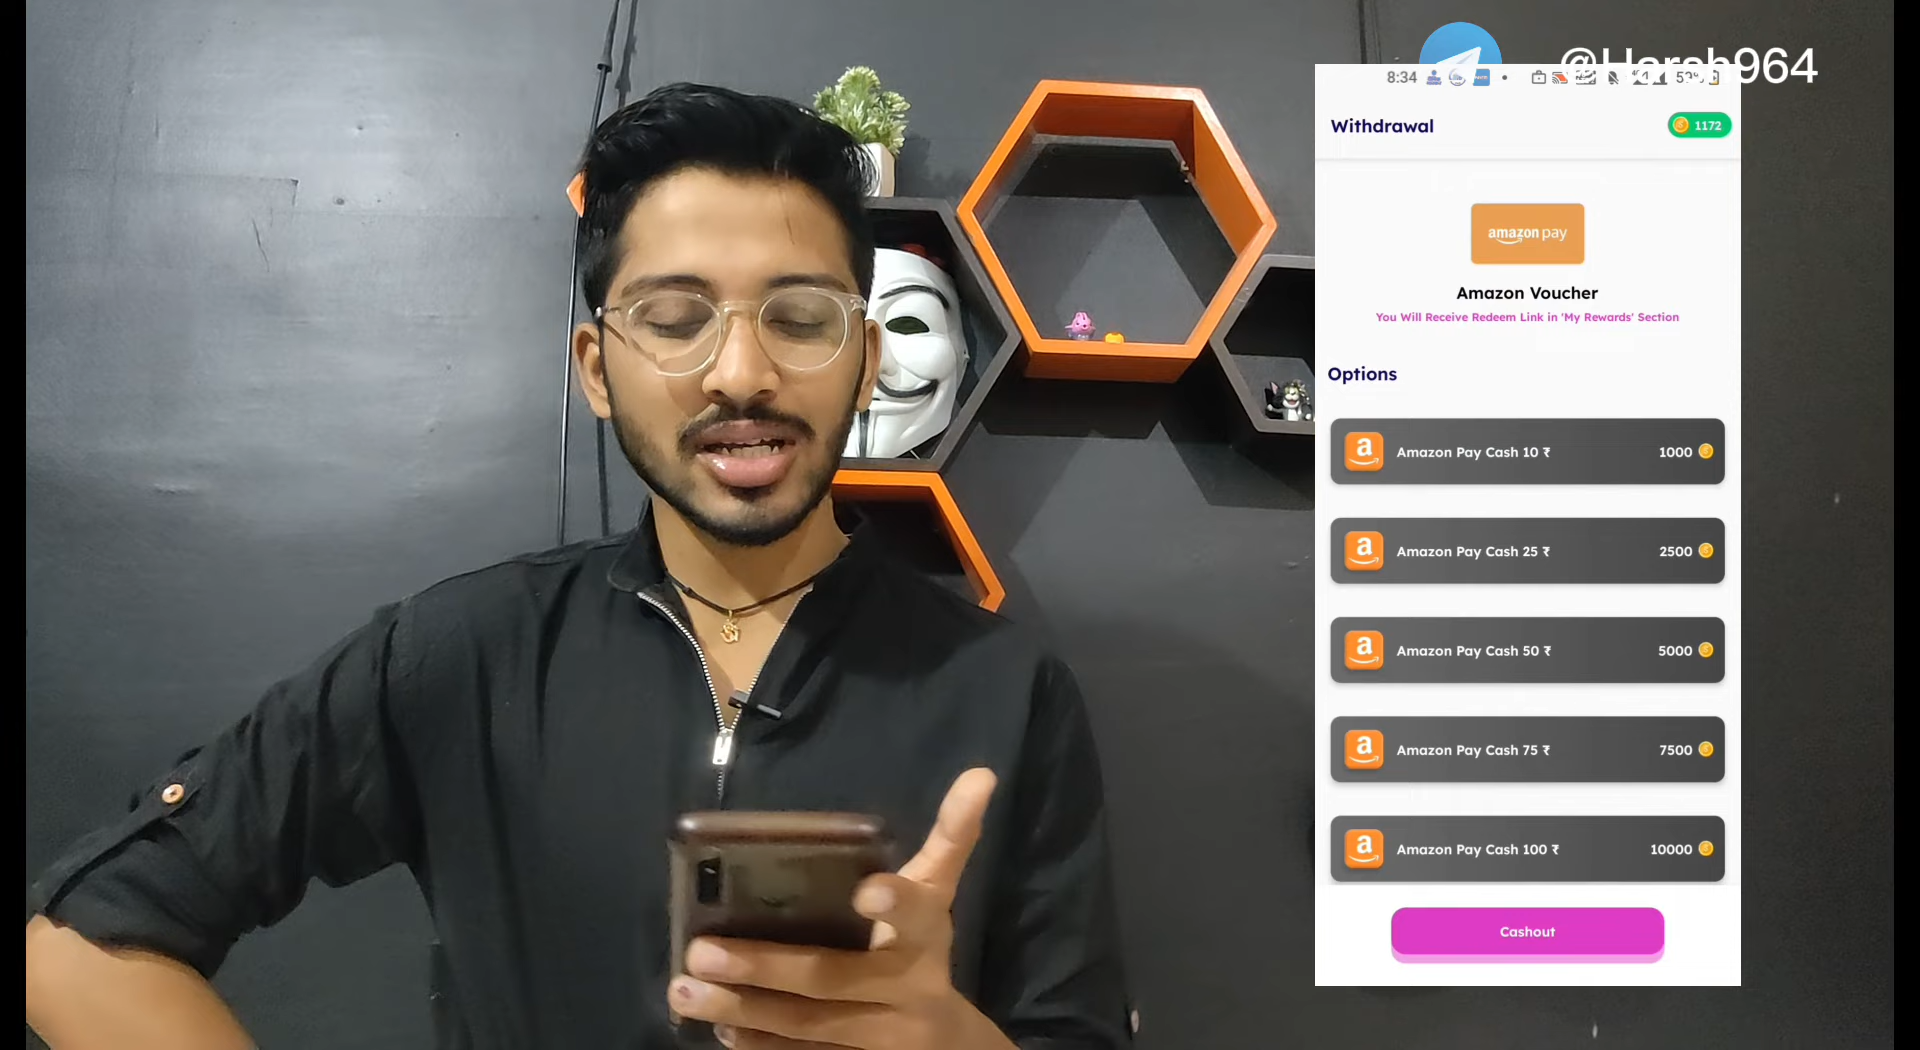 @Harsh964
8:34
59%
Withdrawal
1172
amazon pay
Amazon Voucher
You Will Receive Redeem Link in 'My Rewards' Section
Options
Amazon Pay Cash 10 ₹ 1000
Amazon Pay Cash 25 ₹ 2500
Amazon Pay Cash 50 ₹ 5000
Amazon Pay Cash 75 ₹ 7500
Amazon Pay Cash 100 ₹ 10000
Cashout